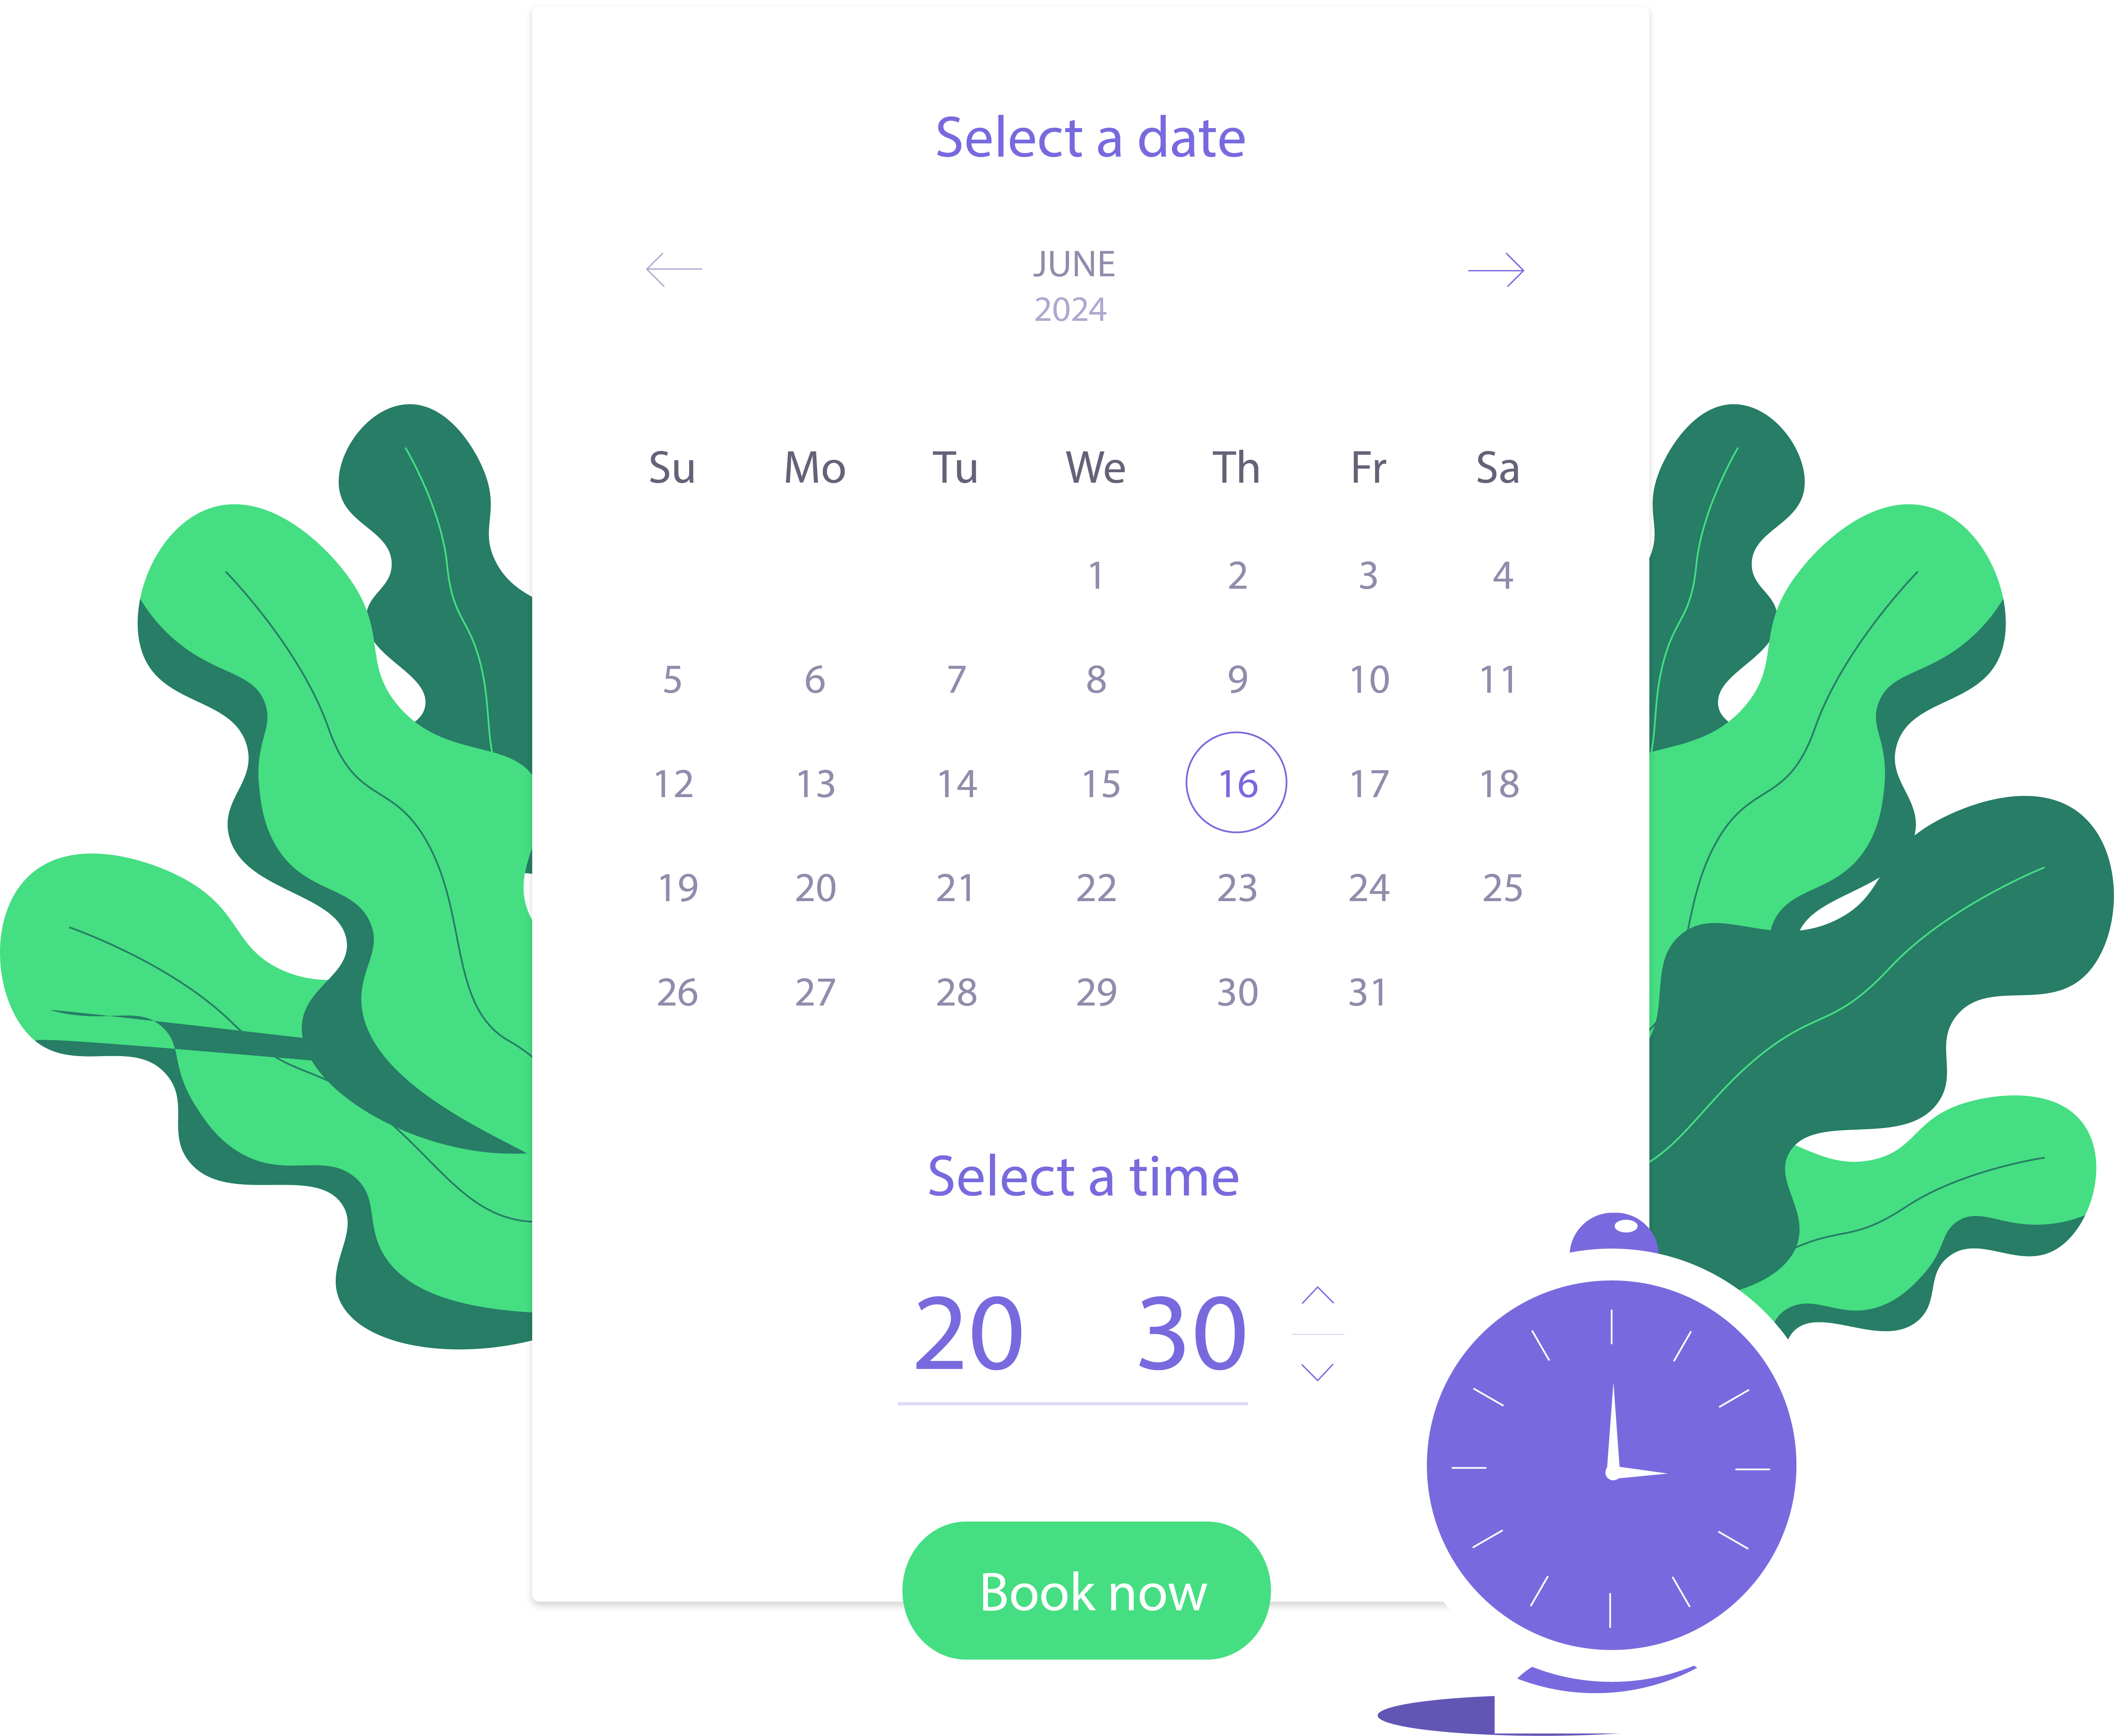 Select a date
JUNE
2024
Su Mo Tu We Th Fr Sa
1 2 3 4
5 6 7 8 9 10 11
12 13 14 15 16 17 18
19 20 21 22 23 24 25
26 27 28 29 30 31
Select a time
20 30
Book now